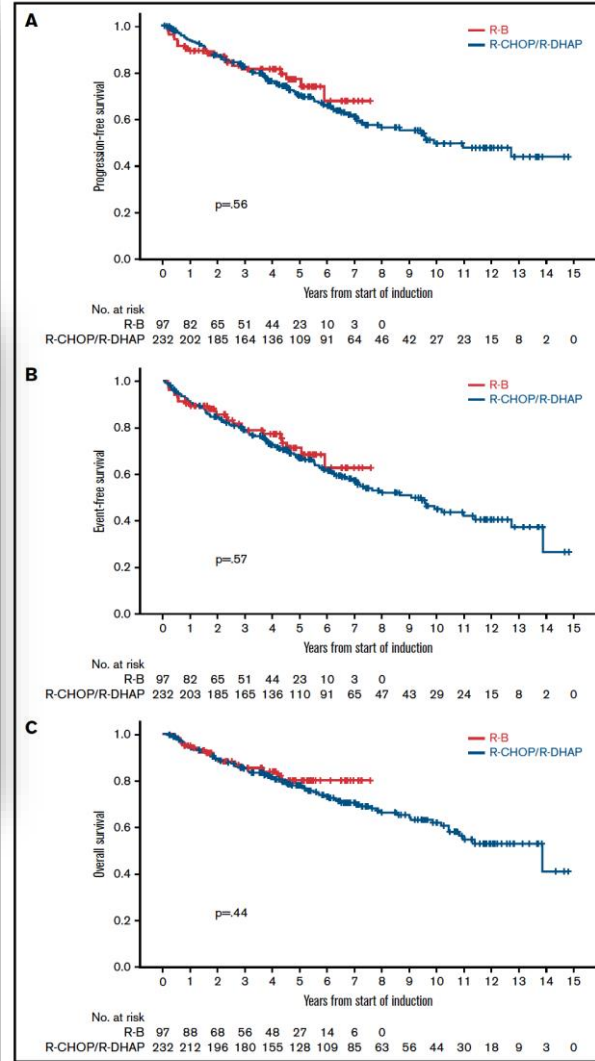 A
R-B
R-CHOP/R-DHAP
1.0
0.8
0.6
0.4
0.2
0.0
Progression-free survival
p=.56
0 1 2 3 4 5 6 7 8 9 10 11 12 13 14 15
Years from start of induction
No. at risk
R-B 97 82 65 51 44 23 10 3 0
R-CHOP/R-DHAP 232 202 185 164 136 109 91 64 46 42 27 23 15 8 2 0
B
R-B
R-CHOP/R-DHAP
1.0
0.8
0.6
0.4
0.2
0.0
Event-free survival
p=.57
0 1 2 3 4 5 6 7 8 9 10 11 12 13 14 15
Years from start of induction
No. at risk
R-B 97 82 65 51 44 23 10 3 0
R-CHOP/R-DHAP 232 203 185 165 136 110 91 65 47 43 29 24 15 8 2 0
C
R-B
R-CHOP/R-DHAP
1.0
0.8
0.6
0.4
0.2
0.0
Overall survival
p=.44
0 1 2 3 4 5 6 7 8 9 10 11 12 13 14 15
Years from start of induction
No. at risk
R-B 97 88 68 56 48 27 14 6 0
R-CHOP/R-DHAP 232 212 196 180 155 128 109 85 63 56 44 30 18 9 3 0